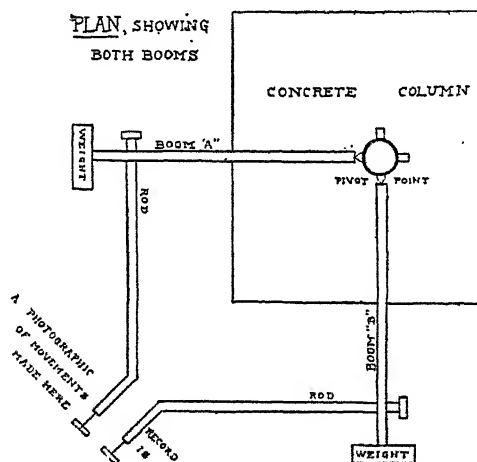 PLAN, SHOWING
BOTH BOOMS
CONCRETE COLUMN
WEIGHT
BOOM "A"
PIVOT POINT
ROD
BOOM "B"
A PHOTOGRAPHIC RECORD
OF MOVEMENTS IS
MADE HERE
ROD
WEIGHT